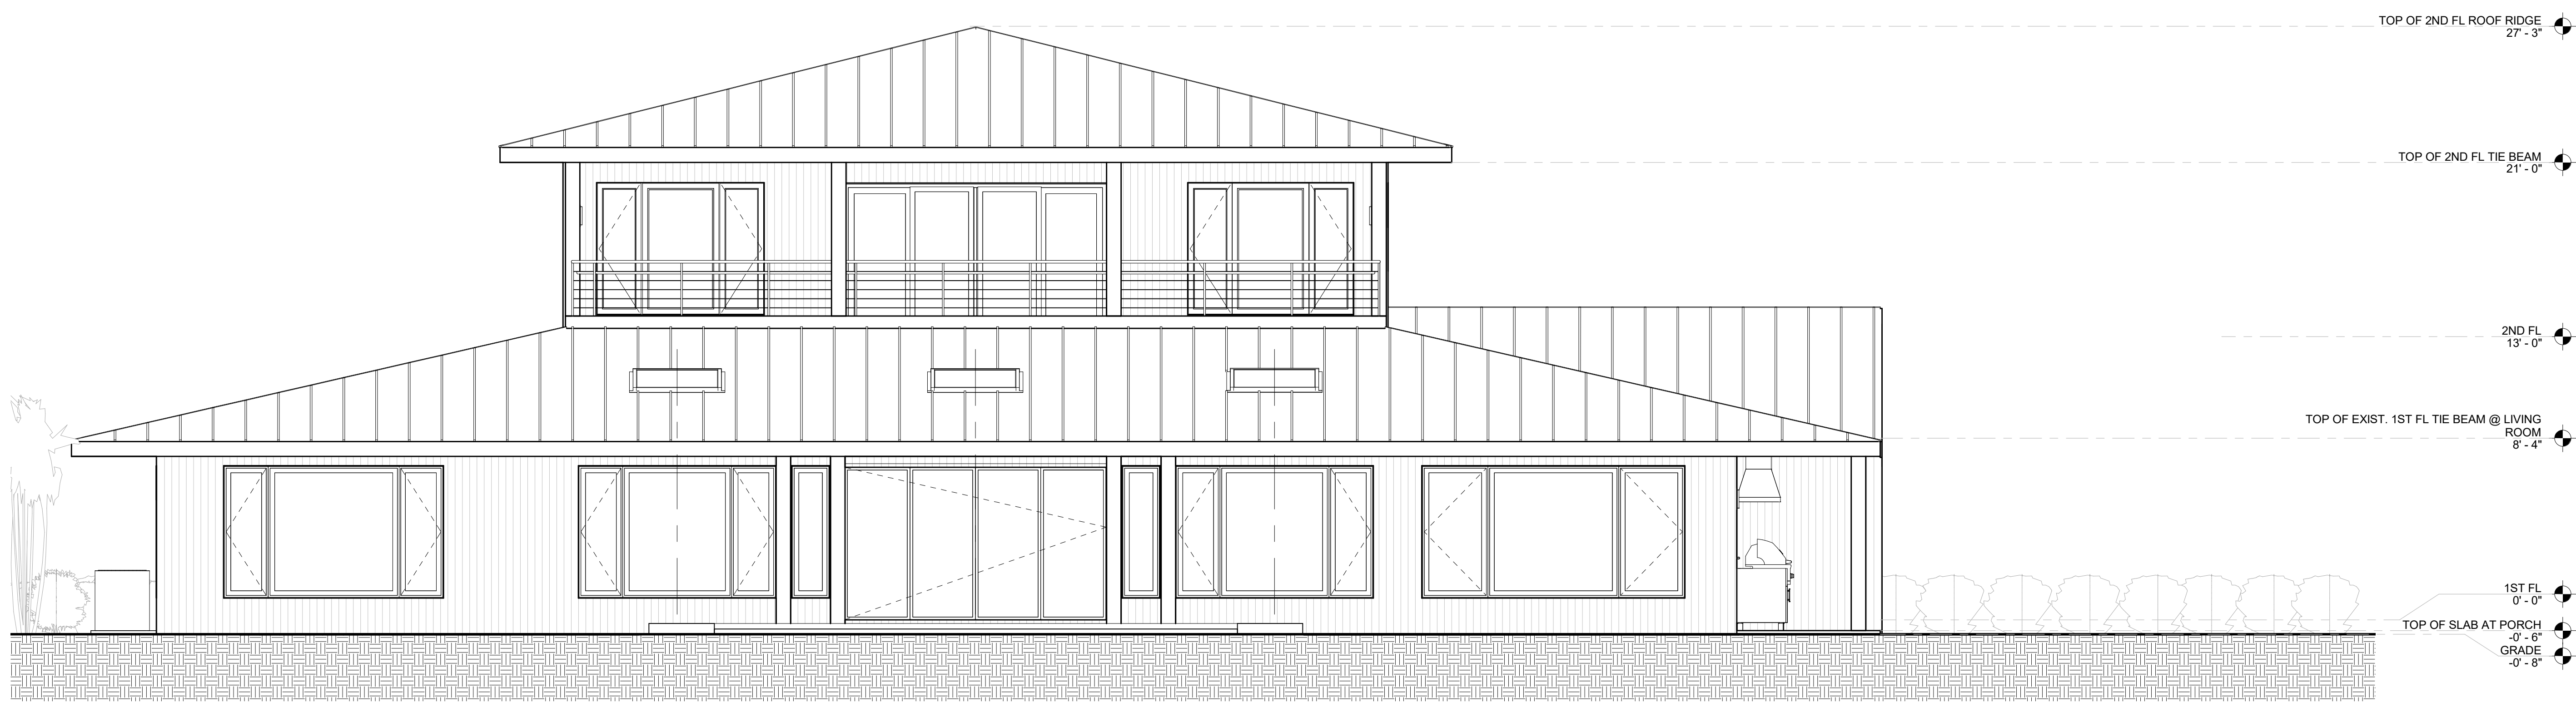 TOP OF 2ND FL ROOF RIDGE
27' - 3"
TOP OF 2ND FL TIE BEAM
21' - 0"
2ND FL
13' - 0"
TOP OF EXIST. 1ST FL TIE BEAM @ LIVING
ROOM
8' - 4"
1ST FL
0' - 0"
TOP OF SLAB AT PORCH
-0' - 6"
GRADE
-0' - 8"